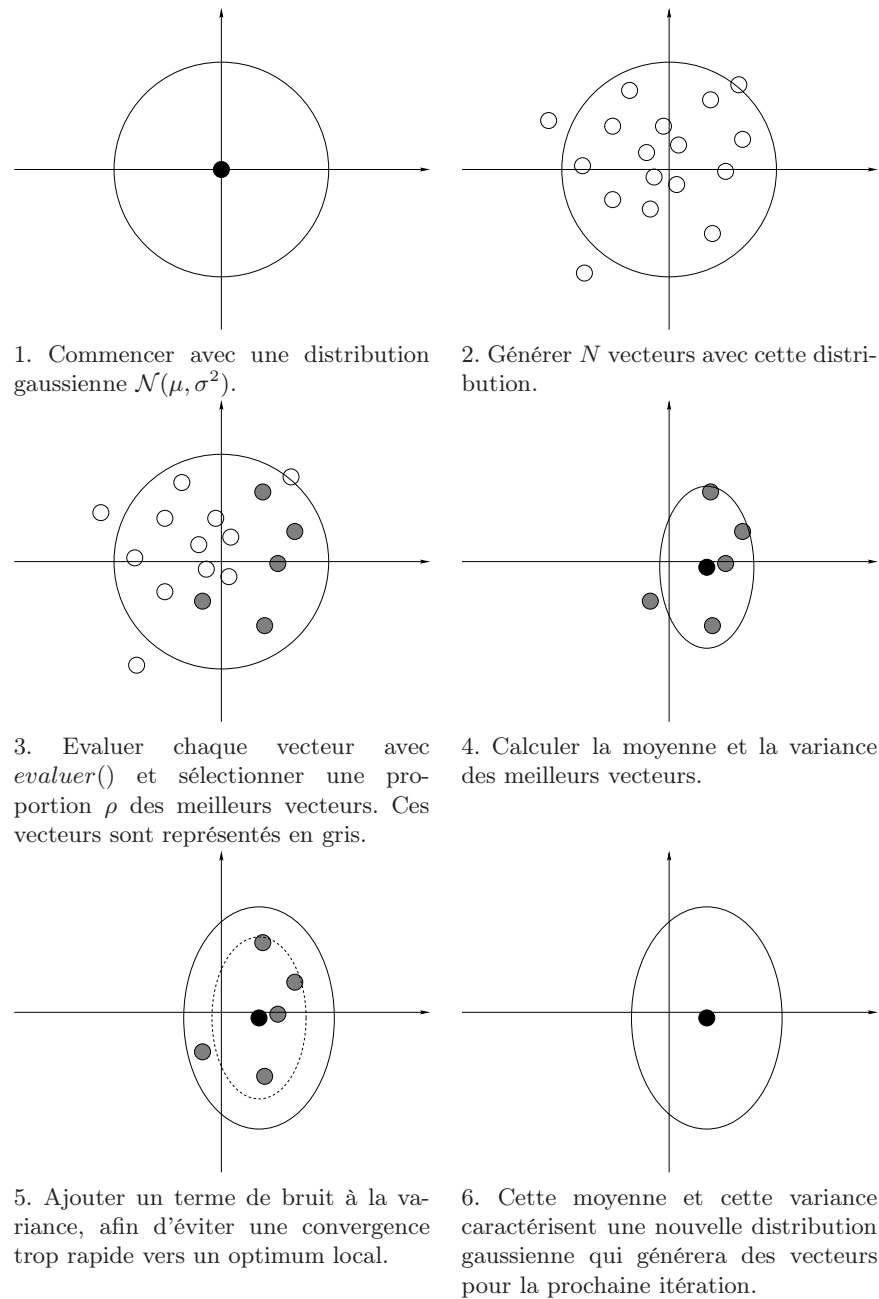 1. Commencer avec une distribution
gaussienne 𝒩(μ, σ²).
2. Générer N vecteurs avec cette distri-
bution.
3. Evaluer chaque vecteur avec
evaluer() et sélectionner une pro-
portion ρ des meilleurs vecteurs. Ces
vecteurs sont représentés en gris.
4. Calculer la moyenne et la variance
des meilleurs vecteurs.
5. Ajouter un terme de bruit à la va-
riance, afin d'éviter une convergence
trop rapide vers un optimum local.
6. Cette moyenne et cette variance
caractérisent une nouvelle distribution
gaussienne qui générera des vecteurs
pour la prochaine itération.